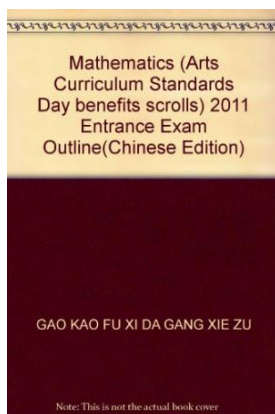 Mathematics (Arts
Curriculum Standards
Day benefits scrolls) 2011
Entrance Exam
Outline(Chinese Edition)
GAO KAO FU XI DA GANG XIE ZU
Note: This is not the actual book cover